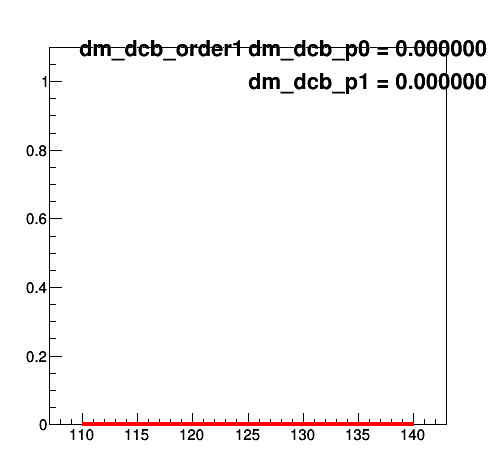 dm_dcb_order1 dm_dcb_p0 = 0.000000
dm_dcb_p1 = 0.000000
1
0.8
0.6
0.4
0.2
0
110 115 120 125 130 135 140